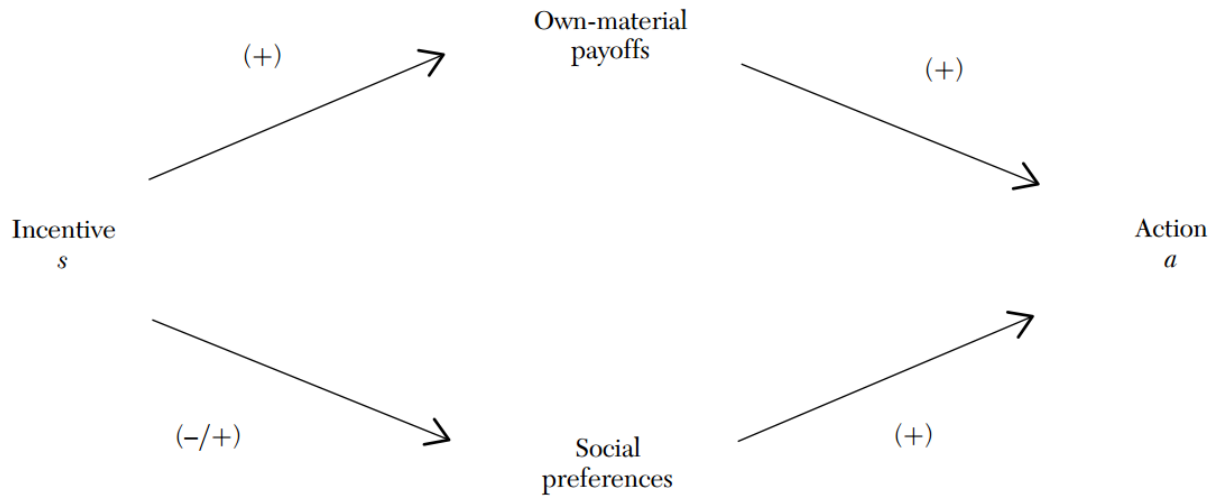 Own-material
payoffs
(+)
(+)
Incentive
s
Action
a
(–/+)
(+)
Social
preferences